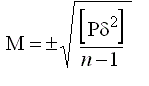 M = ± √([Pδ²] / n − 1)